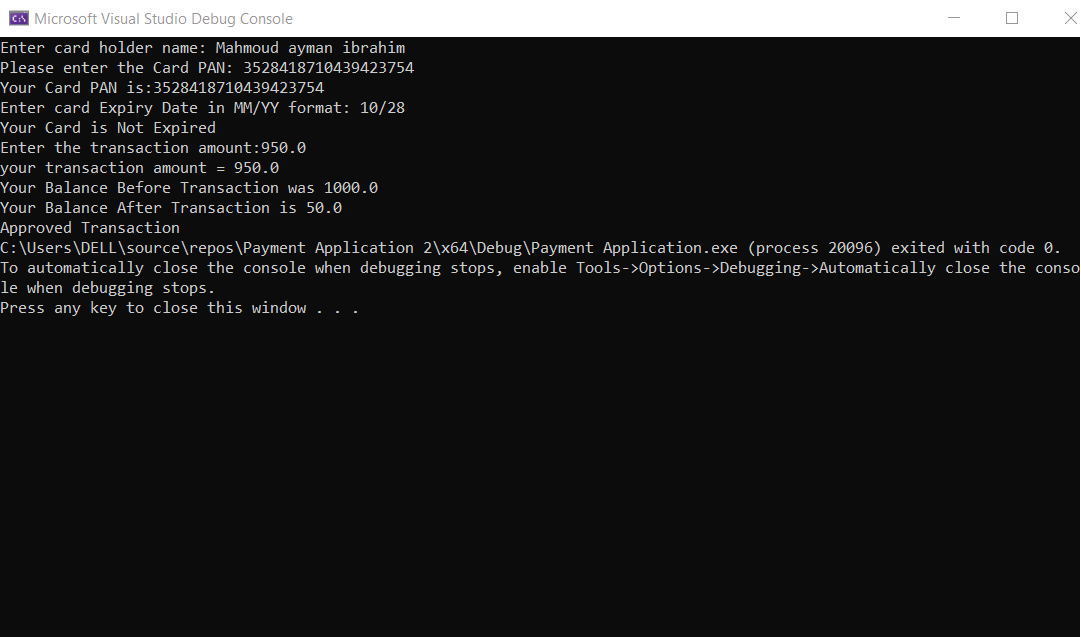 Microsoft Visual Studio Debug Console
Enter card holder name: Mahmoud ayman ibrahim
Please enter the Card PAN: 3528418710439423754
Your Card PAN is:3528418710439423754
Enter card Expiry Date in MM/YY format: 10/28
Your Card is Not Expired
Enter the transaction amount:950.0
your transaction amount = 950.0
Your Balance Before Transaction was 1000.0
Your Balance After Transaction is 50.0
Approved Transaction
C:\Users\DELL\source\repos\Payment Application 2\x64\Debug\Payment Application.exe (process 20096) exited with code 0.
To automatically close the console when debugging stops, enable Tools->Options->Debugging->Automatically close the conso
le when debugging stops.
Press any key to close this window . . .